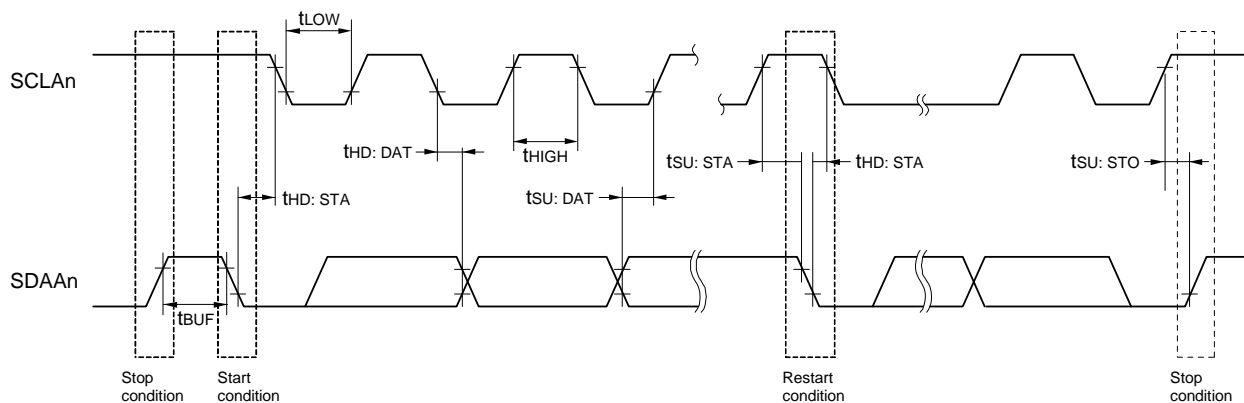 tLOW
SCLAn
tHD: DAT
tHIGH
tSU: STA
tHD: STA
tSU: STO
tHD: STA
tSU: DAT
SDAAn
tBUF
Stop
condition
Start
condition
Restart
condition
Stop
condition